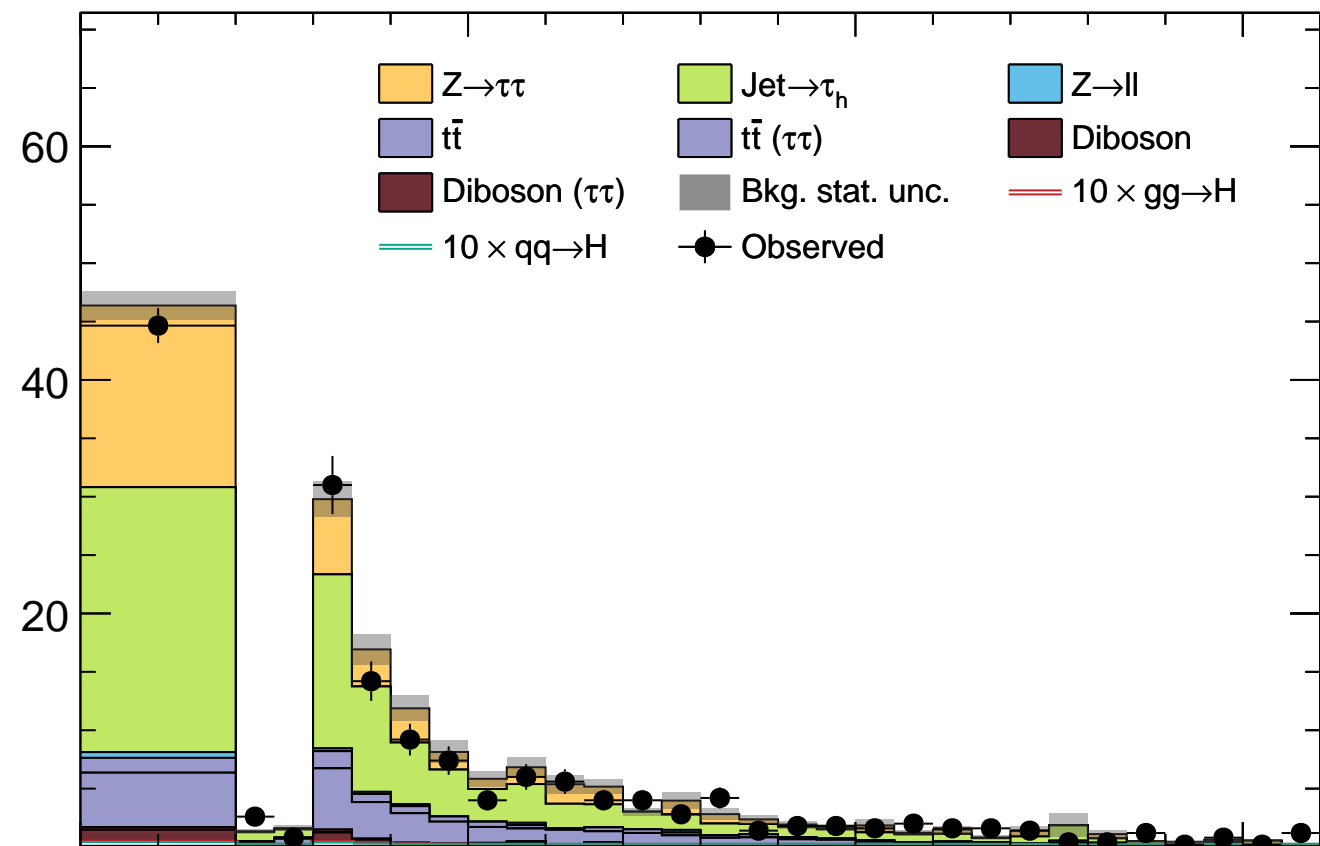 Z→ττ Jet→τₕ Z→ll
tt̄ tt̄ (ττ) Diboson
Diboson (ττ) Bkg. stat. unc. 10 × gg→H
10 × qq→H Observed
60
40
20